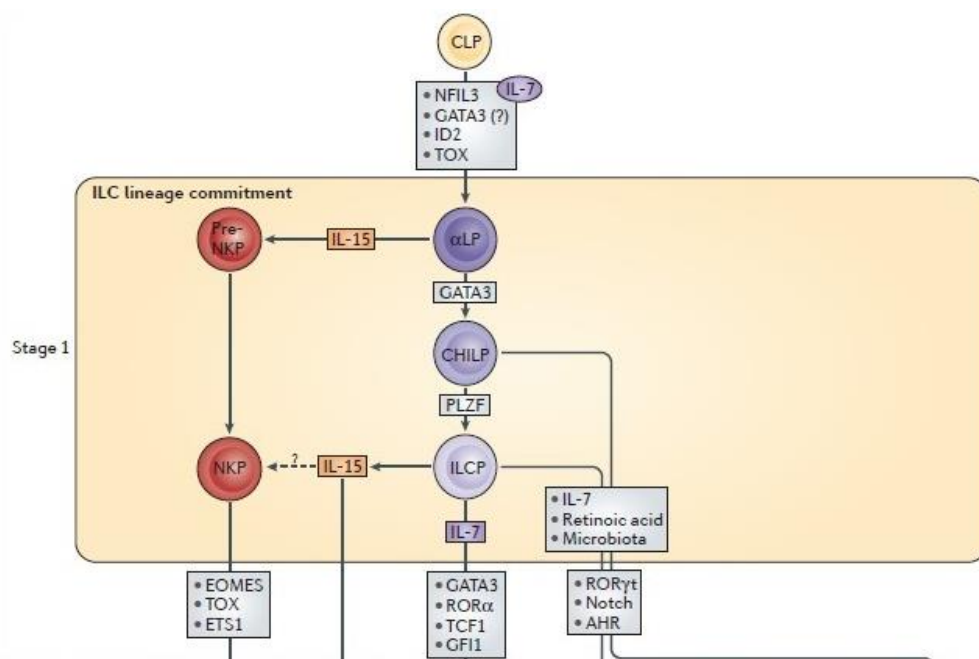 CLP
IL-7
• NFIL3
• GATA3 (?)
• ID2
• TOX
ILC lineage commitment
Pre-
NKP
IL-15
αLP
GATA3
Stage 1
CHILP
PLZF
NKP
?
IL-15
ILCP
IL-7
• IL-7
• Retinoic acid
• Microbiota
• EOMES
• TOX
• ETS1
• GATA3
• RORα
• TCF1
• GFI1
• RORγt
• Notch
• AHR